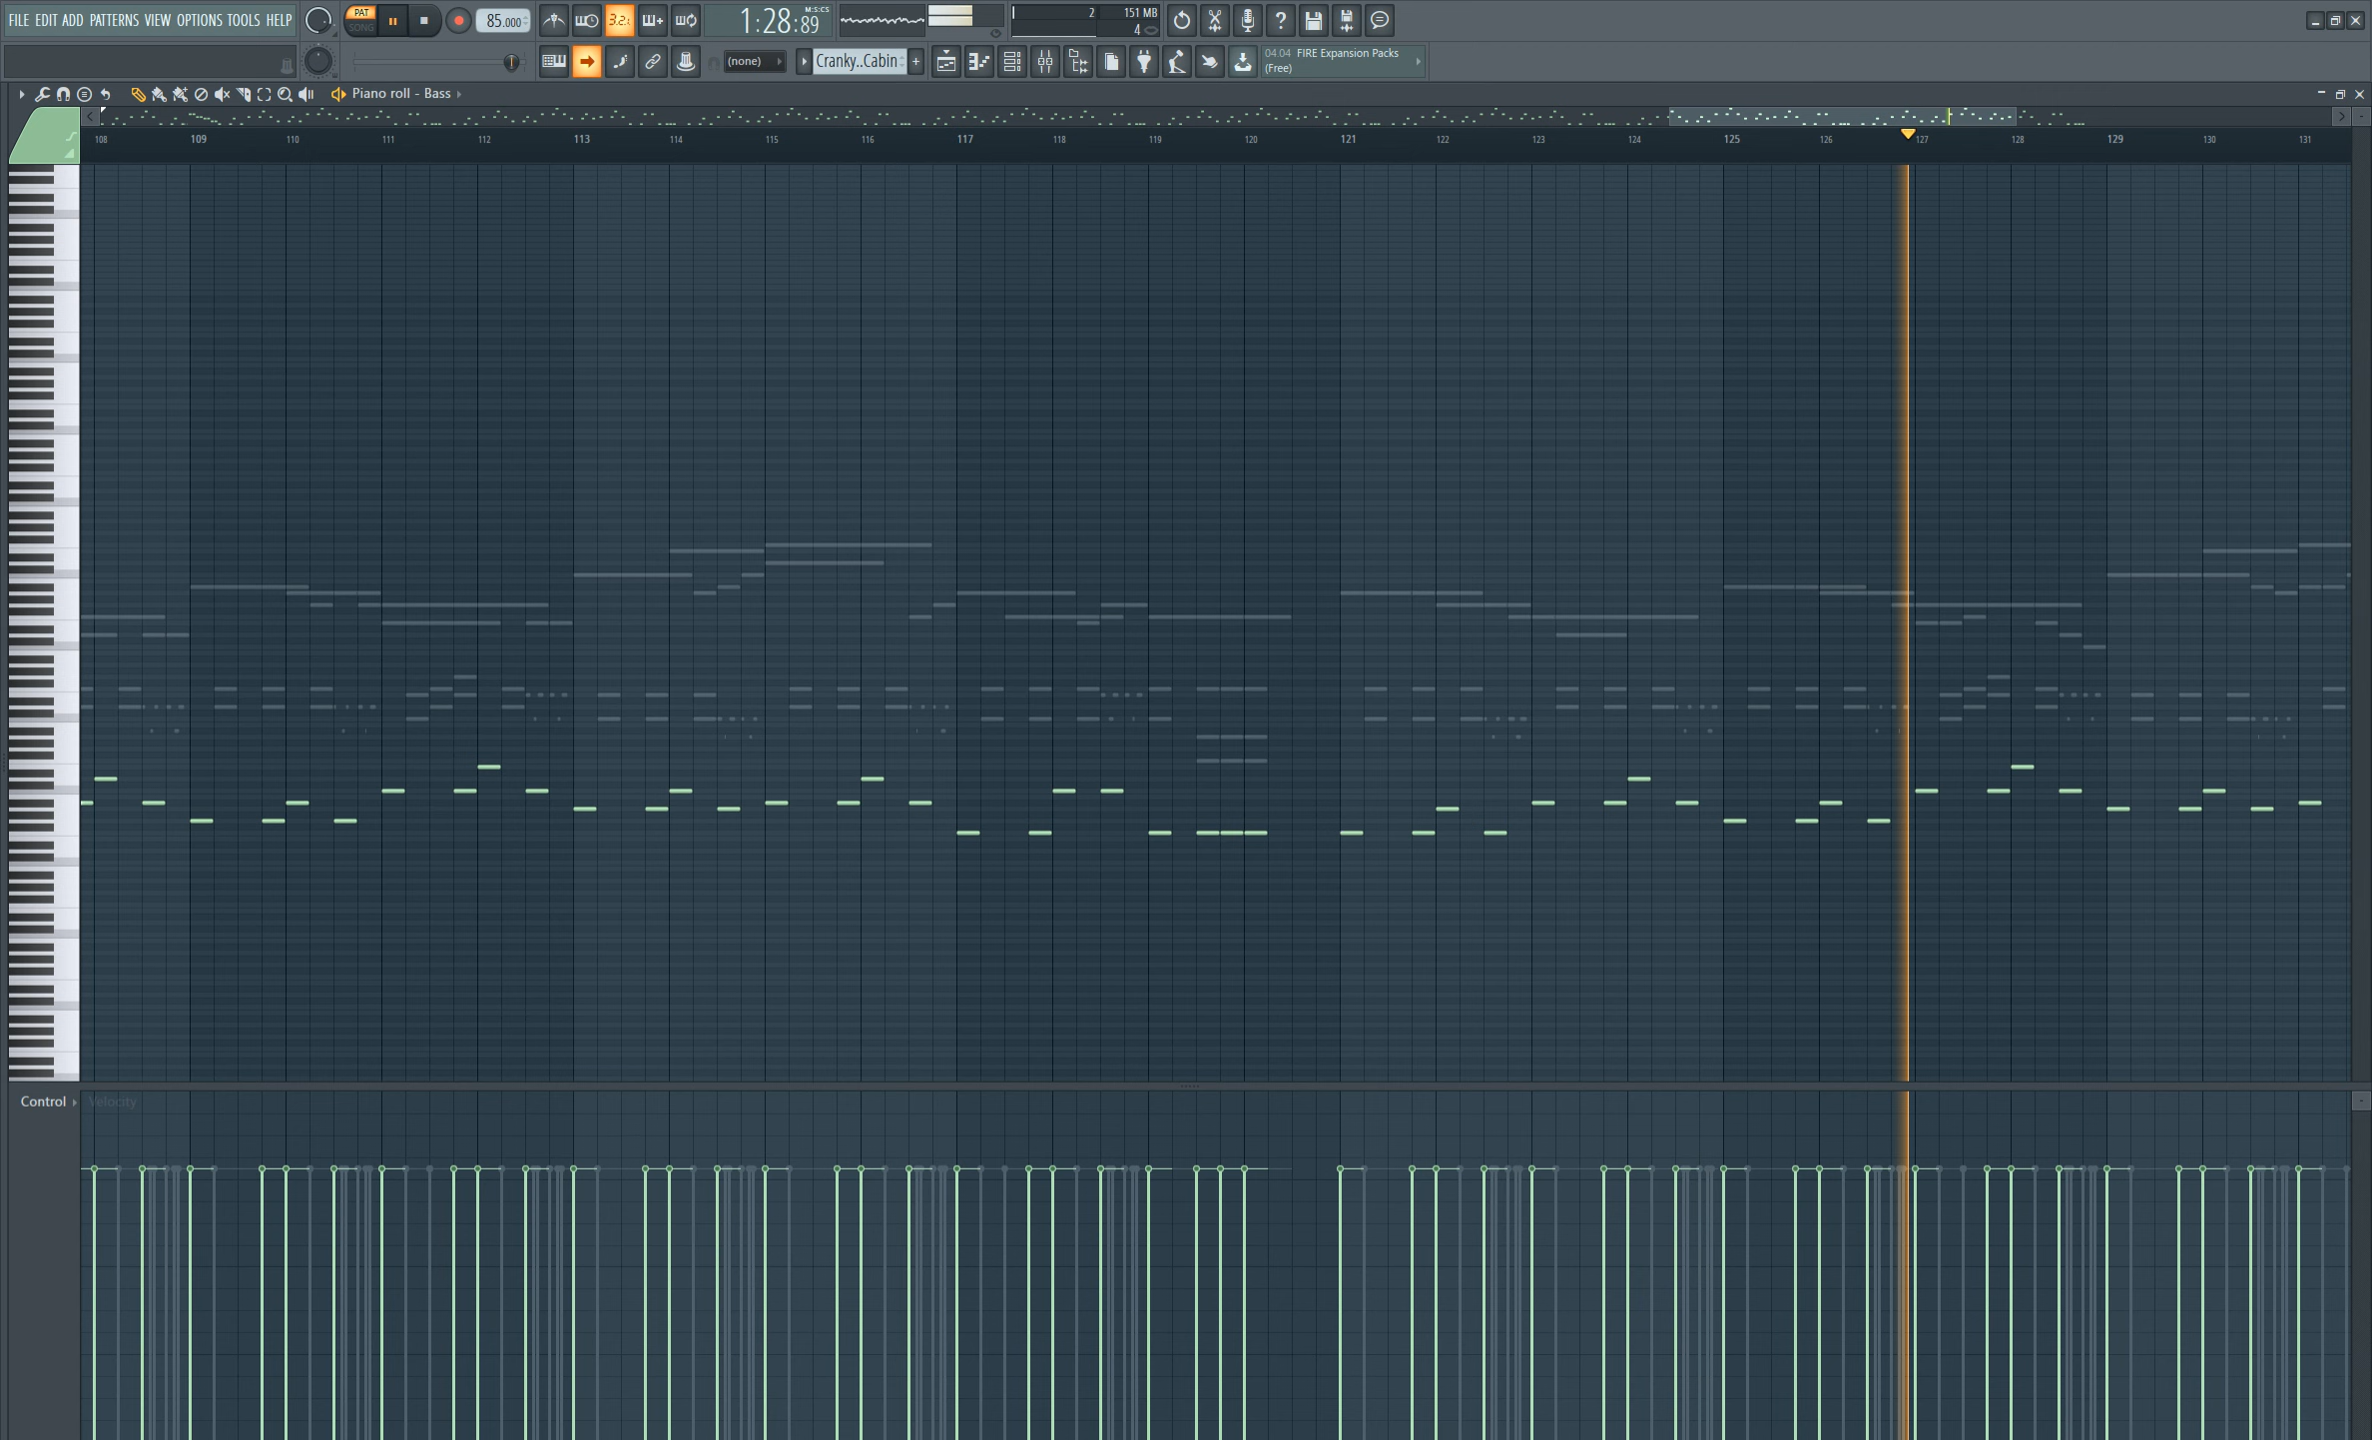 FILE EDIT ADD PATTERNS VIEW OPTIONS TOOLS HELP
PAT
SONG
85.000
3.2.
1:28:89
M:S:CS
2
151 MB
4
(none)
Cranky..Cabin
+
04.04 FIRE Expansion Packs
(Free)
Piano roll - Bass
108 109 110 111 112 113 114 115 116 117 118 119 120 121 122 123 124 125 126 127 128 129 130 131
Control
Velocity